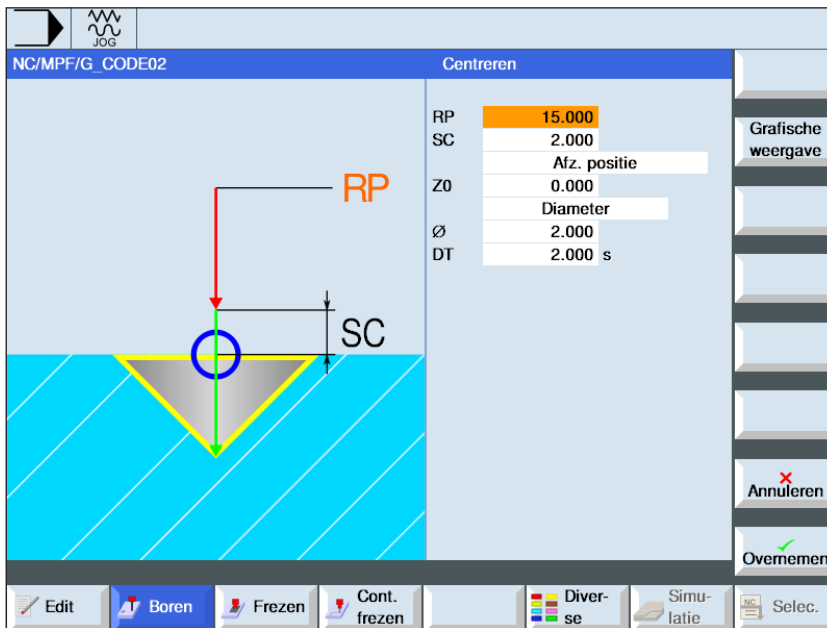 JOG
NC/MPF/G_CODE02
Centreren
RP 15.000
SC 2.000
Afz. positie
Z0 0.000
Diameter
Ø 2.000
DT 2.000 s
RP
SC
Grafische
weergave
Annuleren
Overnemen
Edit
Boren
Frezen
Cont.
frezen
Diver-
se
Simu-
latie
NC
Selec.